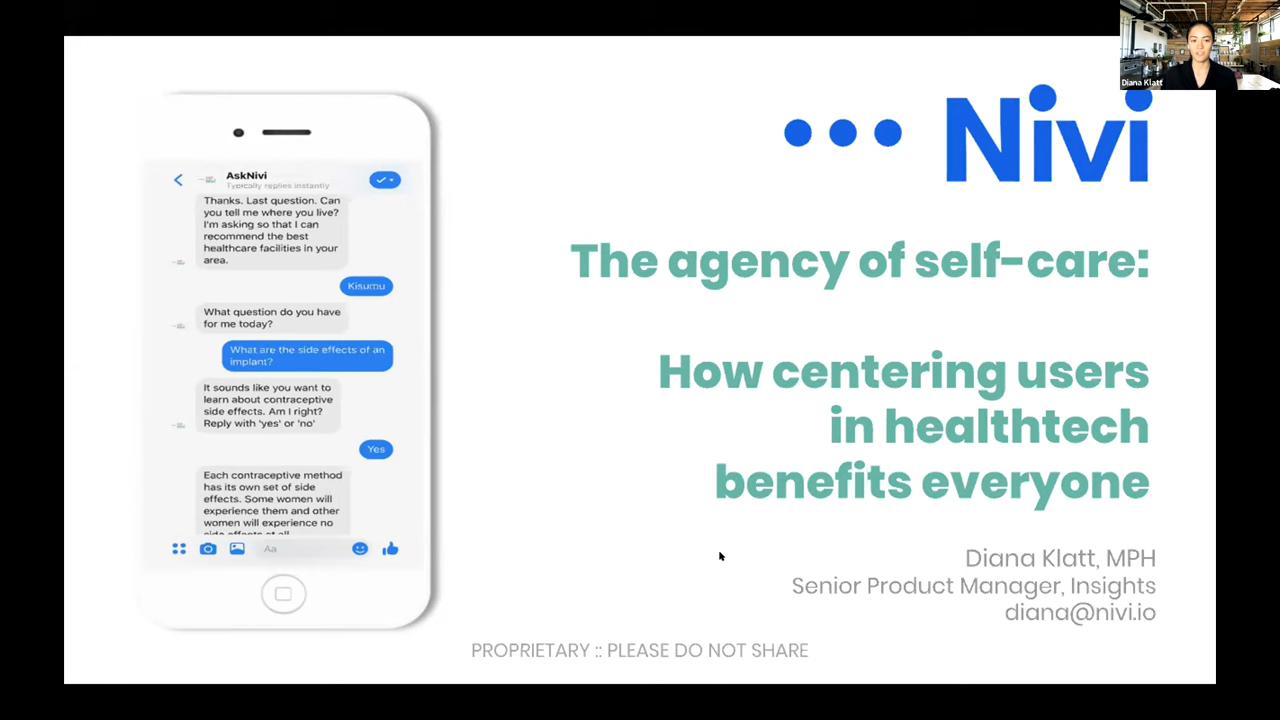 Diana Klatt
Nivi
AskNivi
Typically replies instantly
Thanks. Last question. Can
you tell me where you live?
I'm asking so that I can
recommend the best
healthcare facilities in your
area.
Kisumu
What question do you have
for me today?
What are the side effects of an
implant?
It sounds like you want to
learn about contraceptive
side effects. Am I right?
Reply with 'yes' or 'no'
Yes
Each contraceptive method
has its own set of side
effects. Some women will
experience them and other
women will experience no
side effects at all
Aa
The agency of self-care:
How centering users
in healthtech
benefits everyone
Diana Klatt, MPH
Senior Product Manager, Insights
diana@nivi.io
PROPRIETARY :: PLEASE DO NOT SHARE